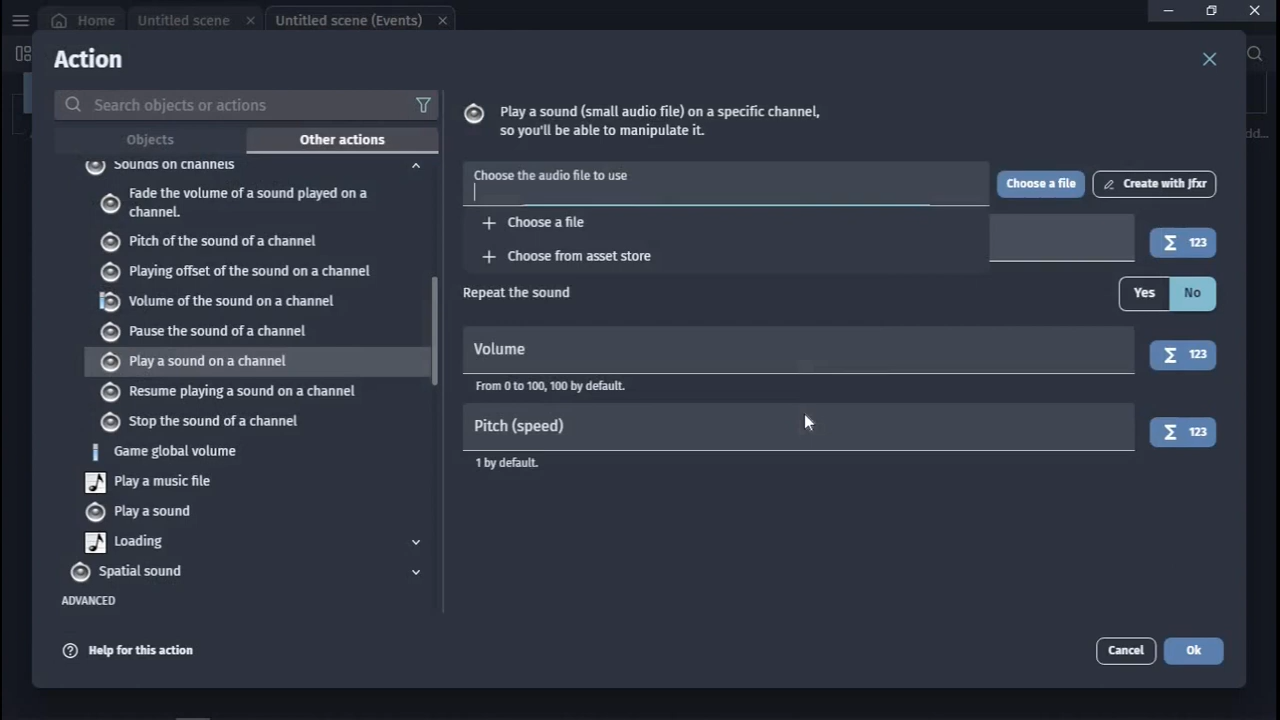 Home
Untitled scene
Untitled scene (Events)
Action
Search objects or actions
Objects
Other actions
Sounds on channels
Fade the volume of a sound played on a
channel.
Pitch of the sound of a channel
Playing offset of the sound on a channel
Volume of the sound on a channel
Pause the sound of a channel
Play a sound on a channel
Resume playing a sound on a channel
Stop the sound of a channel
Game global volume
Play a music file
Play a sound
Loading
Spatial sound
ADVANCED
Help for this action
Play a sound (small audio file) on a specific channel,
so you'll be able to manipulate it.
Choose the audio file to use
Choose a file
Create with Jfxr
Choose a file
Choose from asset store
Σ 123
Repeat the sound
Yes
No
Volume
Σ 123
From 0 to 100, 100 by default.
Pitch (speed)
Σ 123
1 by default.
Cancel
Ok